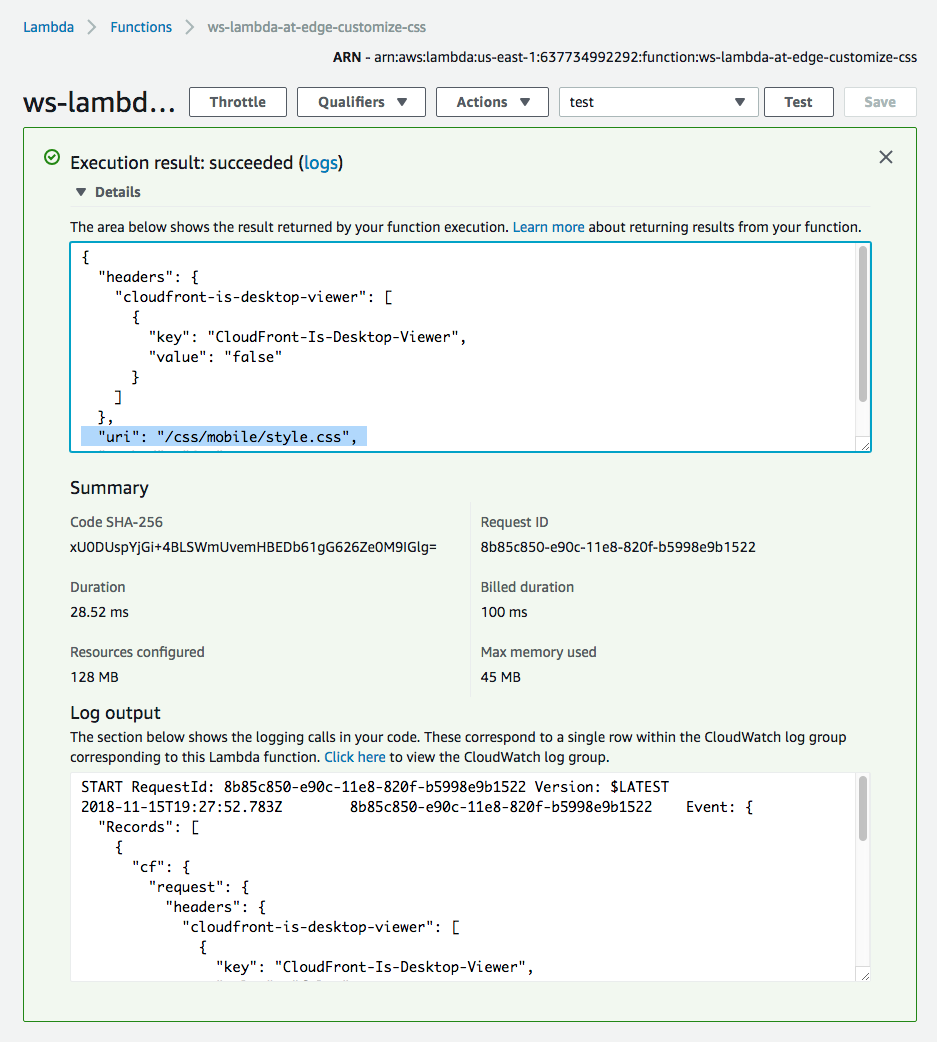 Lambda > Functions > ws-lambda-at-edge-customize-css
ARN - arn:aws:lambda:us-east-1:637734992292:function:ws-lambda-at-edge-customize-css
ws-lambd... Throttle Qualifiers Actions test Test Save
Execution result: succeeded (logs)
Details
The area below shows the result returned by your function execution. Learn more about returning results from your function.
{
"headers": {
"cloudfront-is-desktop-viewer": [
{
"key": "CloudFront-Is-Desktop-Viewer",
"value": "false"
}
]
},
"uri": "/css/mobile/style.css",
Summary
Code SHA-256 Request ID
xU0DUspYjGi+4BLSWmUvemHBEDb61gG626Ze0M9IGlg= 8b85c850-e90c-11e8-820f-b5998e9b1522
Duration Billed duration
28.52 ms 100 ms
Resources configured Max memory used
128 MB 45 MB
Log output
The section below shows the logging calls in your code. These correspond to a single row within the CloudWatch log group
corresponding to this Lambda function. Click here to view the CloudWatch log group.
START RequestId: 8b85c850-e90c-11e8-820f-b5998e9b1522 Version: $LATEST
2018-11-15T19:27:52.783Z 8b85c850-e90c-11e8-820f-b5998e9b1522 Event: {
"Records": [
{
"cf": {
"request": {
"headers": {
"cloudfront-is-desktop-viewer": [
{
"key": "CloudFront-Is-Desktop-Viewer",